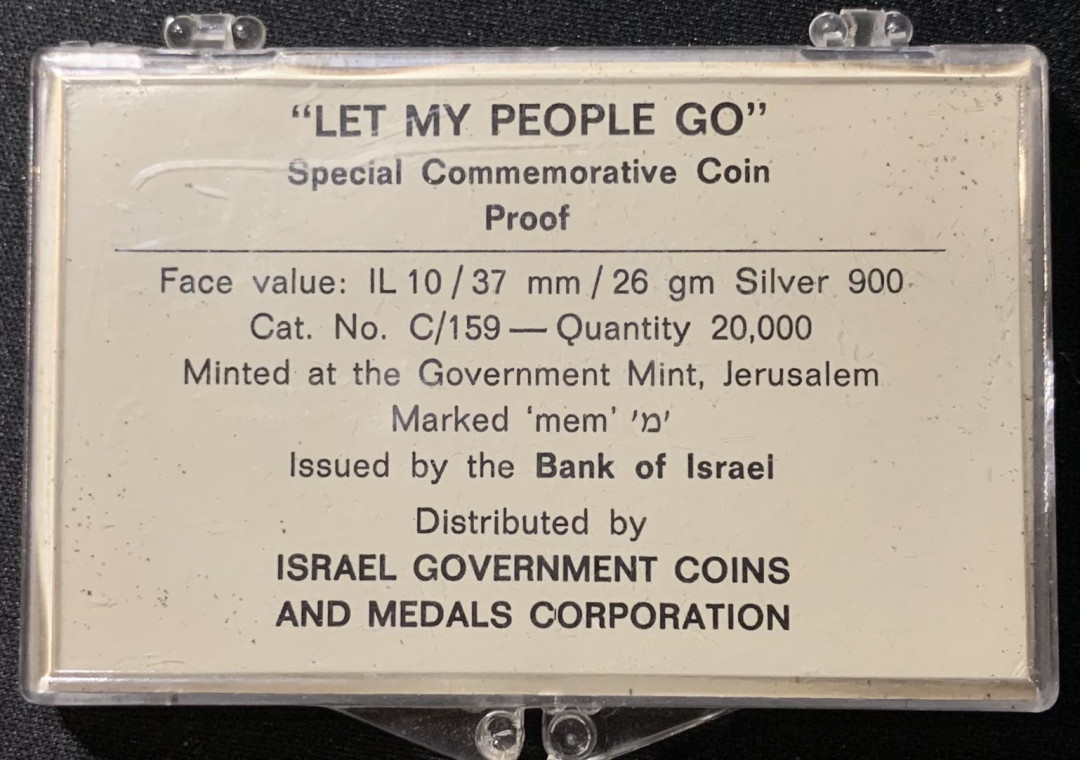 “LET MY PEOPLE GO”
Special Commemorative Coin
Proof
Face value: IL 10 / 37 mm / 26 gm Silver 900
Cat. No. C/159 — Quantity 20,000
Minted at the Government Mint, Jerusalem
Marked ‘mem’ 'מ'
Issued by the Bank of Israel
Distributed by
ISRAEL GOVERNMENT COINS
AND MEDALS CORPORATION